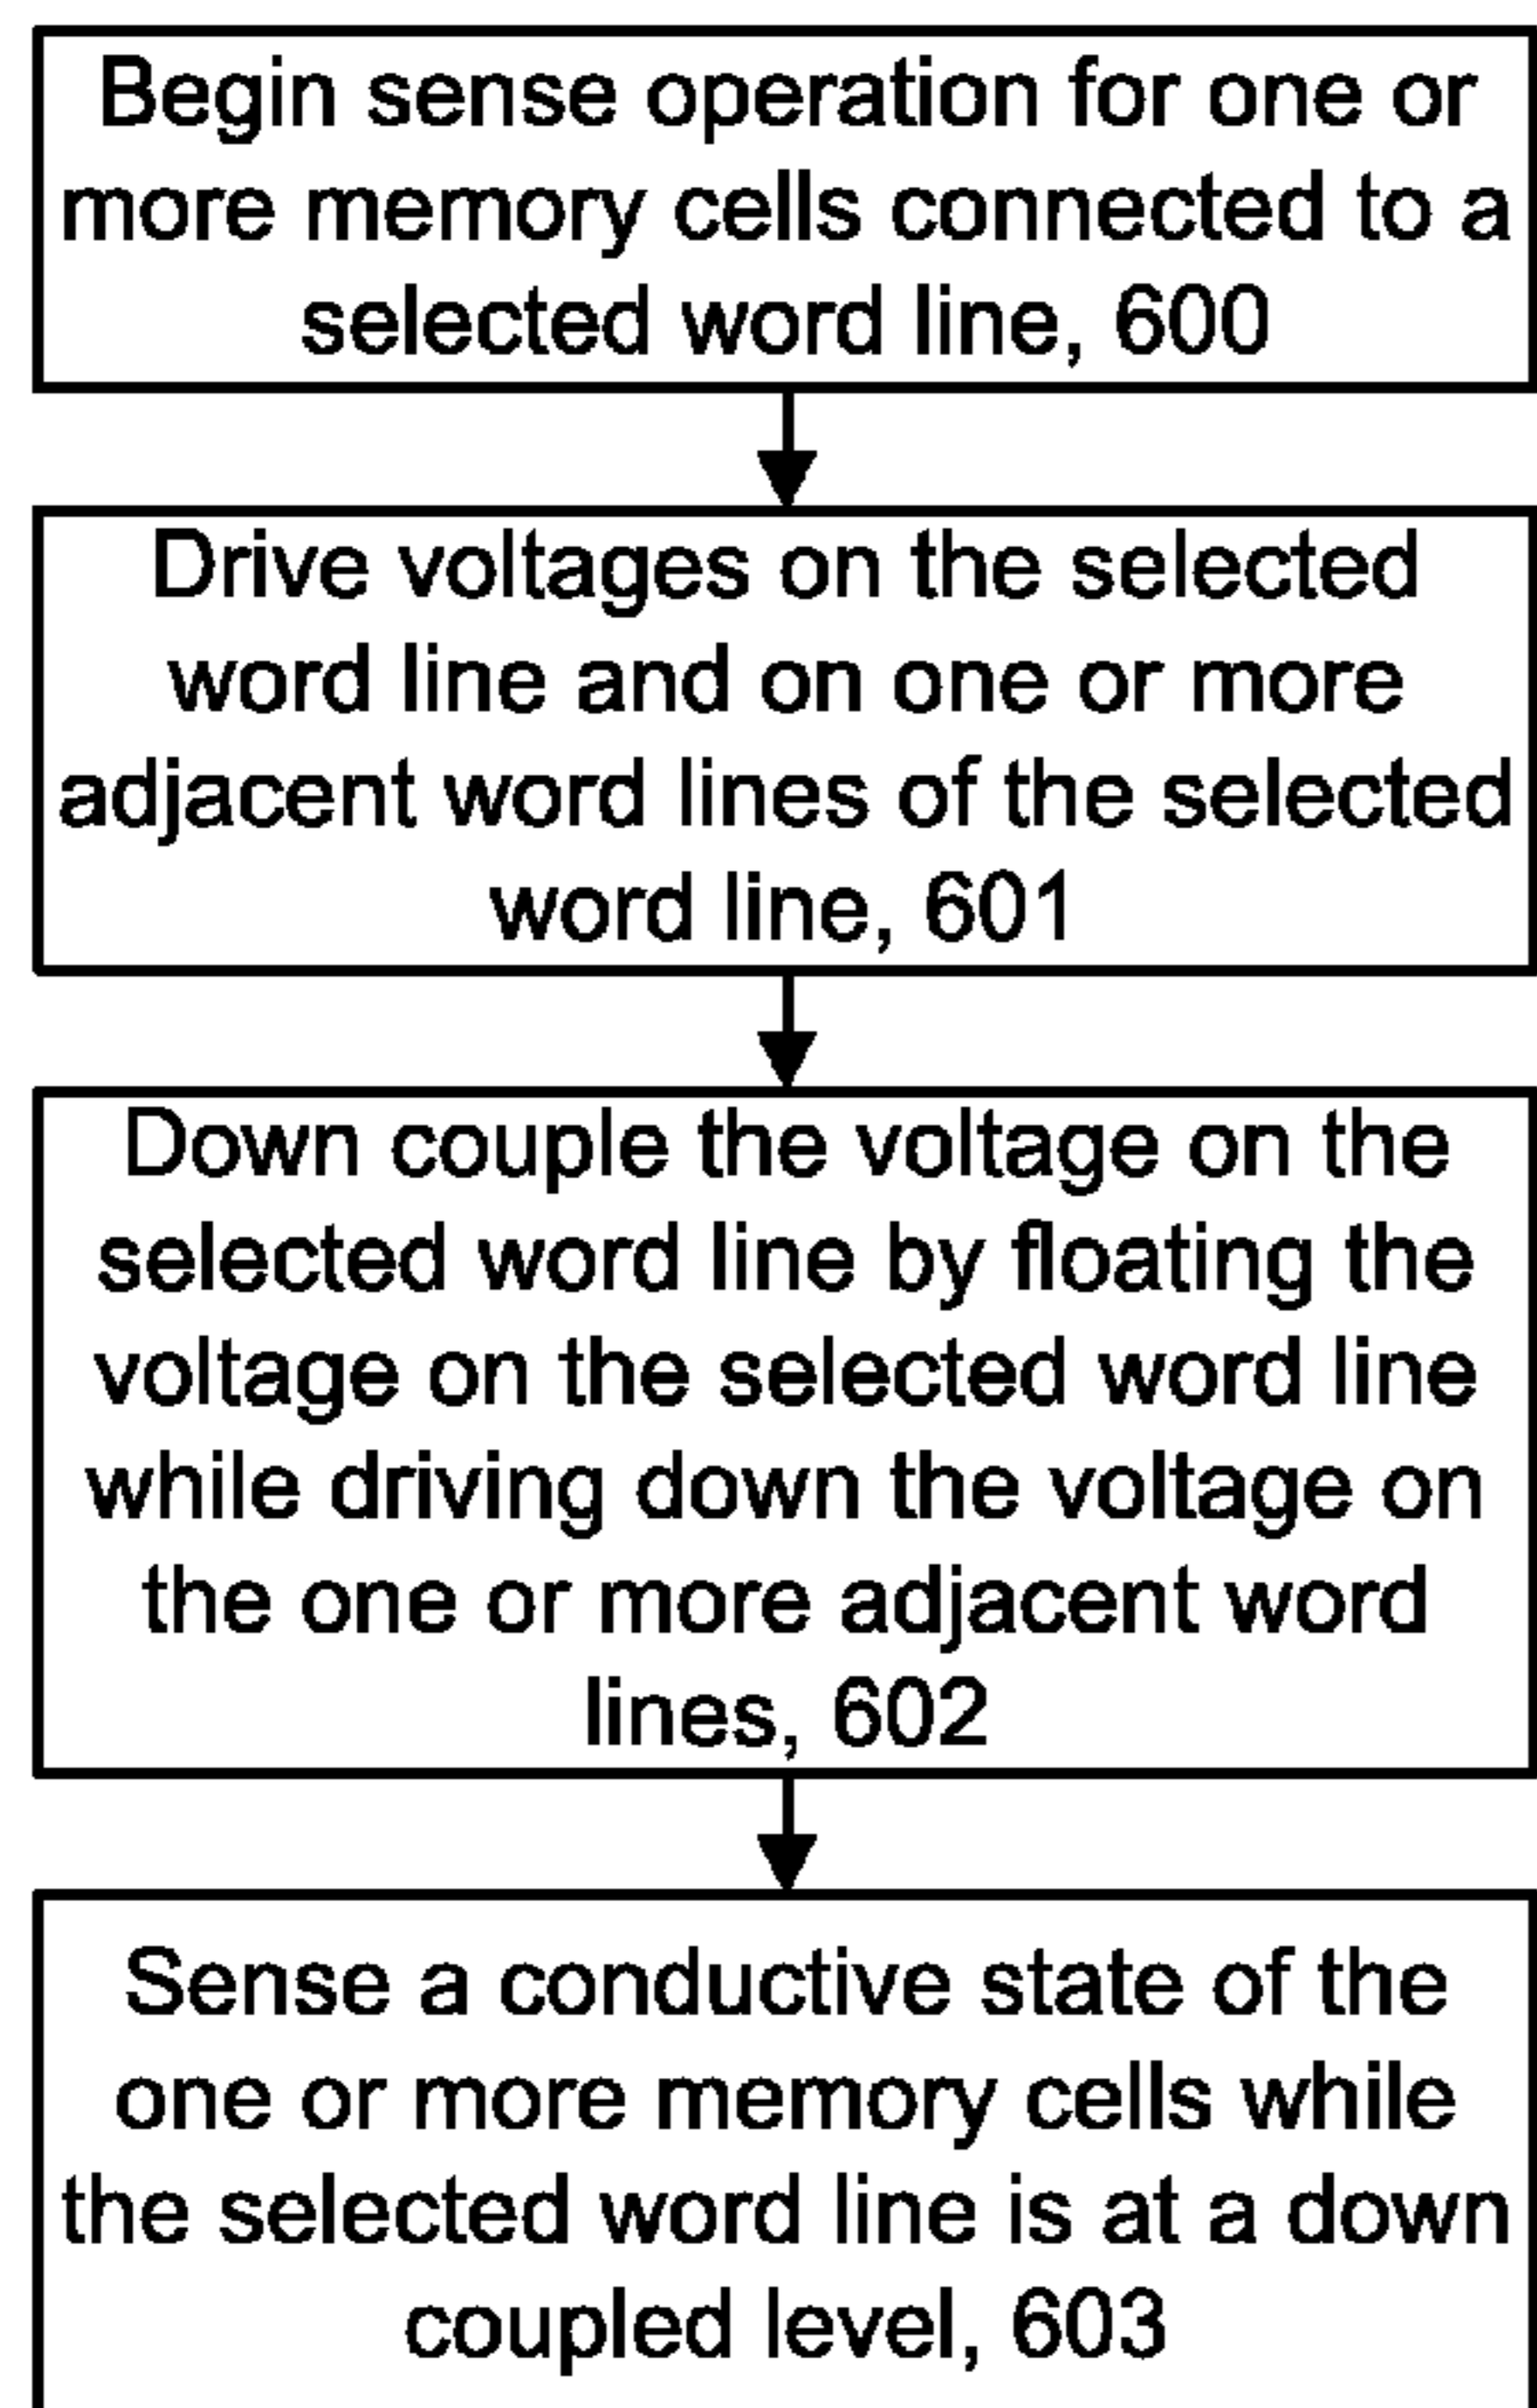 Begin sense operation for one or
more memory cells connected to a
selected word line, 600
Drive voltages on the selected
word line and on one or more
adjacent word lines of the selected
word line, 601
Down couple the voltage on the
selected word line by floating the
voltage on the selected word line
while driving down the voltage on
the one or more adjacent word
lines, 602
Sense a conductive state of the
one or more memory cells while
the selected word line is at a down
coupled level, 603